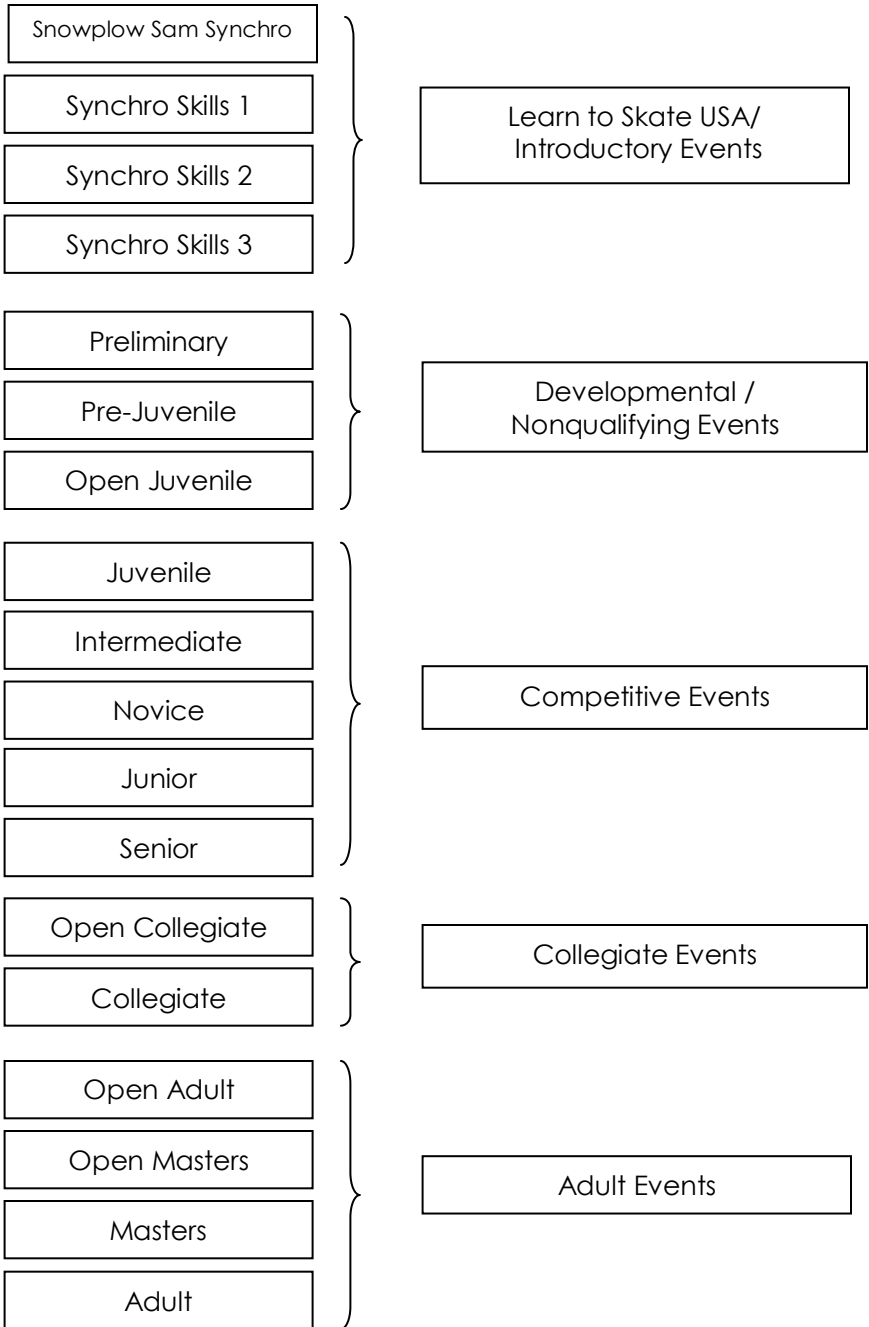 Snowplow Sam Synchro
Synchro Skills 1
Synchro Skills 2
Synchro Skills 3
Learn to Skate USA/
Introductory Events
Preliminary
Pre-Juvenile
Open Juvenile
Developmental /
Nonqualifying Events
Juvenile
Intermediate
Novice
Junior
Senior
Competitive Events
Open Collegiate
Collegiate
Collegiate Events
Open Adult
Open Masters
Masters
Adult
Adult Events